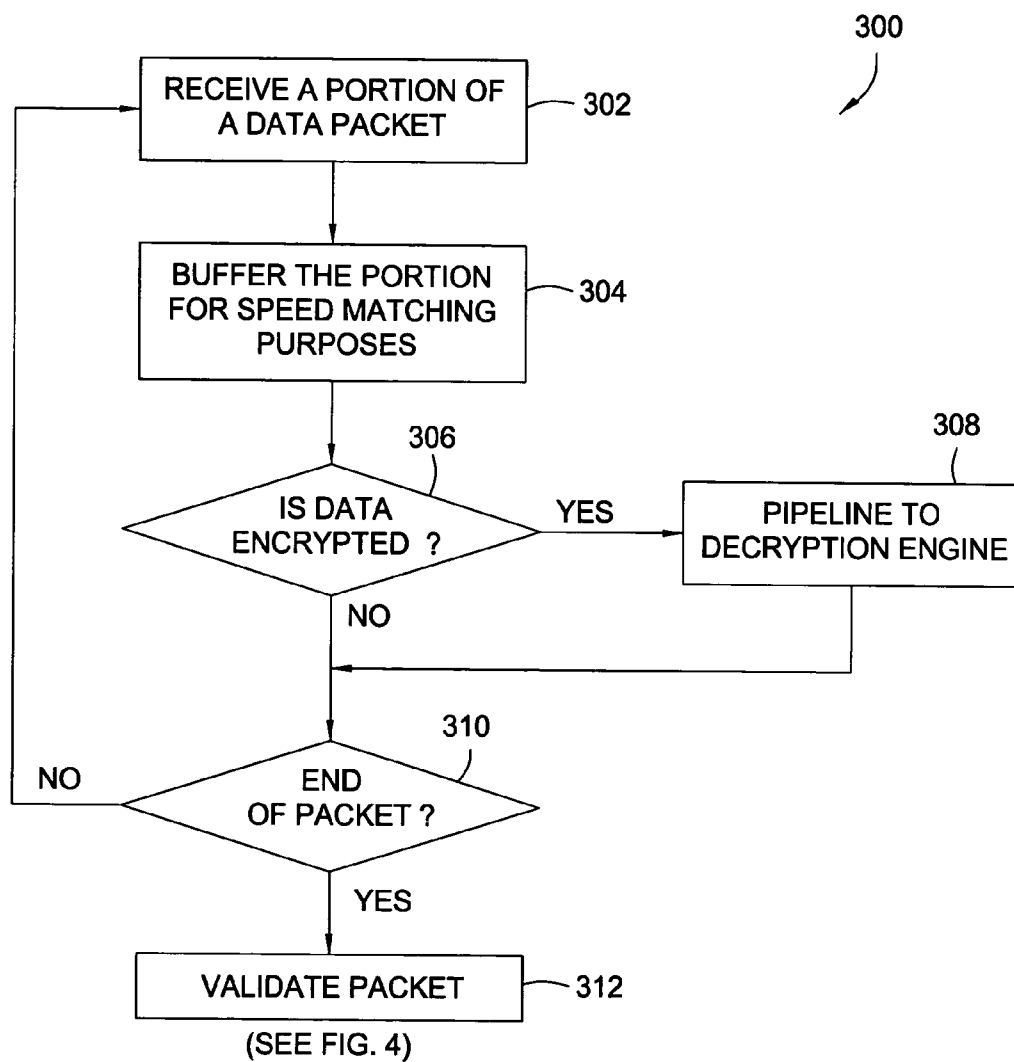 300
RECEIVE A PORTION OF
A DATA PACKET
302
BUFFER THE PORTION
FOR SPEED MATCHING
PURPOSES
304
306
IS DATA
ENCRYPTED ?
YES
308
PIPELINE TO
DECRYPTION ENGINE
NO
310
END
OF PACKET ?
NO
YES
VALIDATE PACKET
312
(SEE FIG. 4)